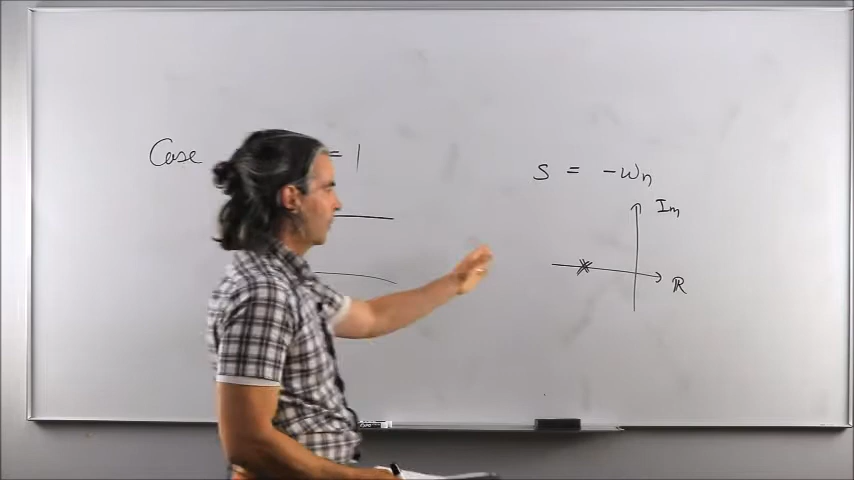 Case = 1
s = -ωn
Im
ℝ